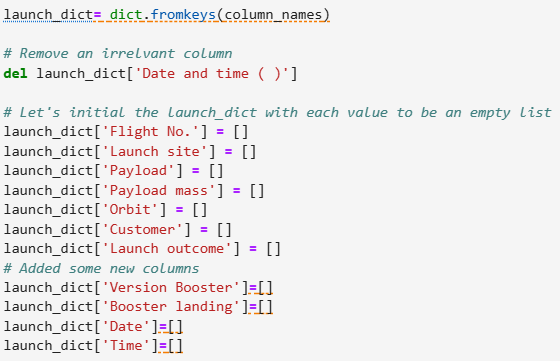 launch_dict= dict.fromkeys(column_names)
# Remove an irrelvant column
del launch_dict['Date and time ( )']
# Let's initial the launch_dict with each value to be an empty list
launch_dict['Flight No.'] = []
launch_dict['Launch site'] = []
launch_dict['Payload'] = []
launch_dict['Payload mass'] = []
launch_dict['Orbit'] = []
launch_dict['Customer'] = []
launch_dict['Launch outcome'] = []
# Added some new columns
launch_dict['Version Booster']=[]
launch_dict['Booster landing']=[]
launch_dict['Date']=[]
launch_dict['Time']=[]